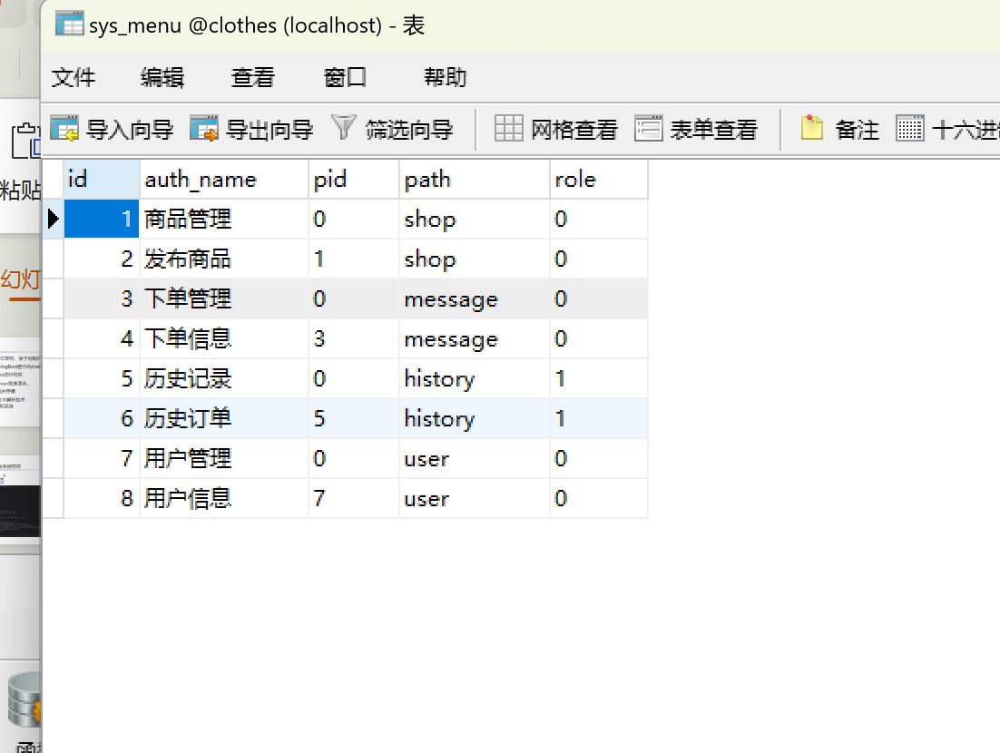 sys_menu @clothes (localhost) - 表
文件 编辑 查看 窗口 帮助
导入向导 导出向导 筛选向导 网格查看 表单查看 备注 十六进
粘贴
幻灯
id auth_name pid path role
1 商品管理 0 shop 0
2 发布商品 1 shop 0
3 下单管理 0 message 0
4 下单信息 3 message 0
5 历史记录 0 history 1
6 历史订单 5 history 1
7 用户管理 0 user 0
8 用户信息 7 user 0